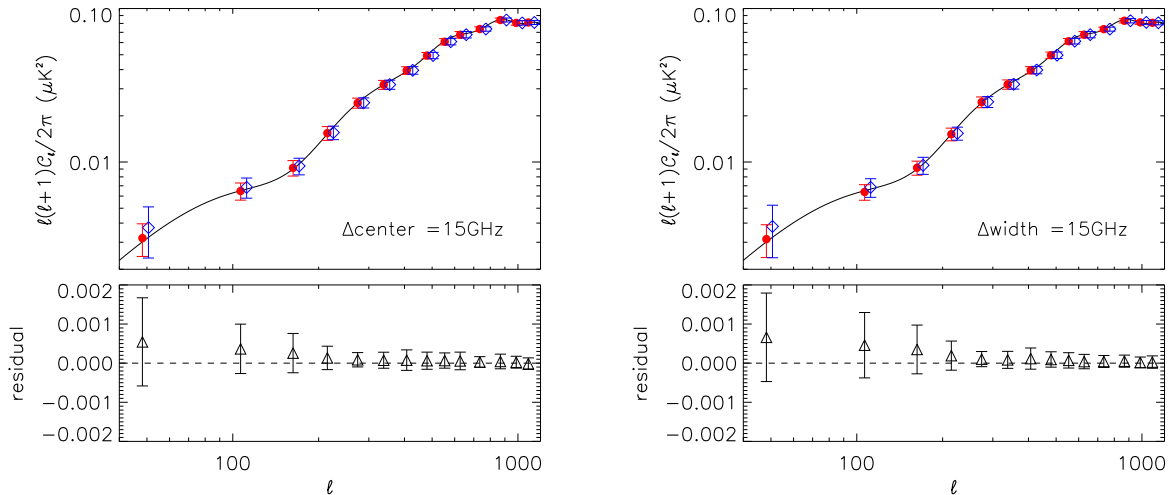 0.10
0.01
ℓ(ℓ+1)Cℓ/2π (μK²)
Δcenter =15GHz
0.002
0.001
0.000
−0.001
−0.002
residual
100
1000
ℓ
0.10
0.01
ℓ(ℓ+1)Cℓ/2π (μK²)
Δwidth =15GHz
0.002
0.001
0.000
−0.001
−0.002
residual
100
1000
ℓ